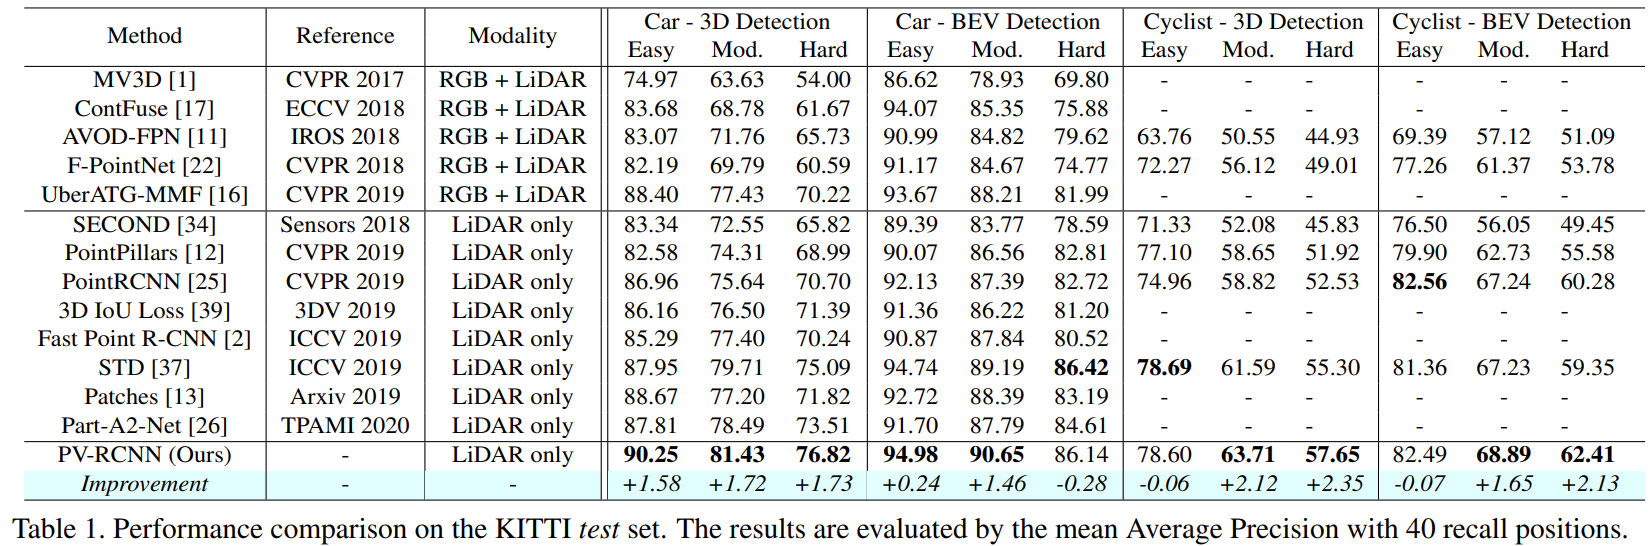 Method Reference Modality Car - 3D Detection Car - BEV Detection Cyclist - 3D Detection Cyclist - BEV Detection
Easy Mod. Hard Easy Mod. Hard Easy Mod. Hard Easy Mod. Hard
MV3D [1] CVPR 2017 RGB + LiDAR 74.97 63.63 54.00 86.62 78.93 69.80 - - - - - -
ContFuse [17] ECCV 2018 RGB + LiDAR 83.68 68.78 61.67 94.07 85.35 75.88 - - - - - -
AVOD-FPN [11] IROS 2018 RGB + LiDAR 83.07 71.76 65.73 90.99 84.82 79.62 63.76 50.55 44.93 69.39 57.12 51.09
F-PointNet [22] CVPR 2018 RGB + LiDAR 82.19 69.79 60.59 91.17 84.67 74.77 72.27 56.12 49.01 77.26 61.37 53.78
UberATG-MMF [16] CVPR 2019 RGB + LiDAR 88.40 77.43 70.22 93.67 88.21 81.99 - - - - - -
SECOND [34] Sensors 2018 LiDAR only 83.34 72.55 65.82 89.39 83.77 78.59 71.33 52.08 45.83 76.50 56.05 49.45
PointPillars [12] CVPR 2019 LiDAR only 82.58 74.31 68.99 90.07 86.56 82.81 77.10 58.65 51.92 79.90 62.73 55.58
PointRCNN [25] CVPR 2019 LiDAR only 86.96 75.64 70.70 92.13 87.39 82.72 74.96 58.82 52.53 82.56 67.24 60.28
3D IoU Loss [39] 3DV 2019 LiDAR only 86.16 76.50 71.39 91.36 86.22 81.20 - - - - - -
Fast Point R-CNN [2] ICCV 2019 LiDAR only 85.29 77.40 70.24 90.87 87.84 80.52 - - - - - -
STD [37] ICCV 2019 LiDAR only 87.95 79.71 75.09 94.74 89.19 86.42 78.69 61.59 55.30 81.36 67.23 59.35
Patches [13] Arxiv 2019 LiDAR only 88.67 77.20 71.82 92.72 88.39 83.19 - - - - - -
Part-A2-Net [26] TPAMI 2020 LiDAR only 87.81 78.49 73.51 91.70 87.79 84.61 - - - - - -
PV-RCNN (Ours) - LiDAR only 90.25 81.43 76.82 94.98 90.65 86.14 78.60 63.71 57.65 82.49 68.89 62.41
Improvement - - +1.58 +1.72 +1.73 +0.24 +1.46 -0.28 -0.06 +2.12 +2.35 -0.07 +1.65 +2.13
Table 1. Performance comparison on the KITTI test set. The results are evaluated by the mean Average Precision with 40 recall positions.